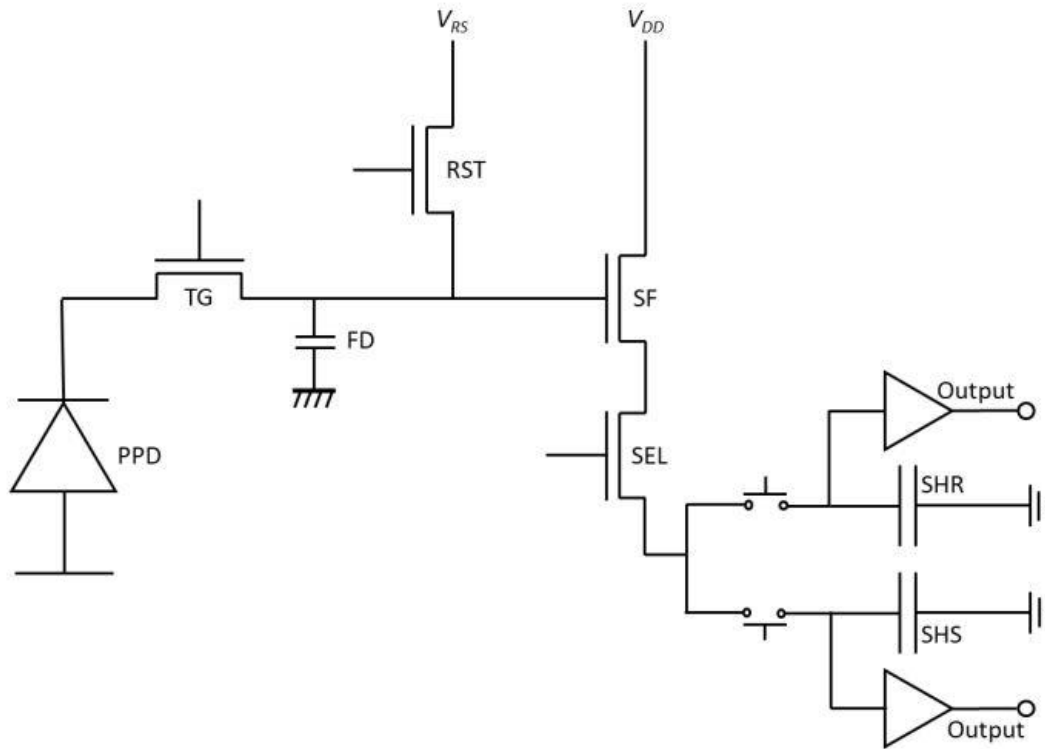 V_RS
V_DD
RST
TG
SF
FD
Output
PPD
SEL
SHR
SHS
Output